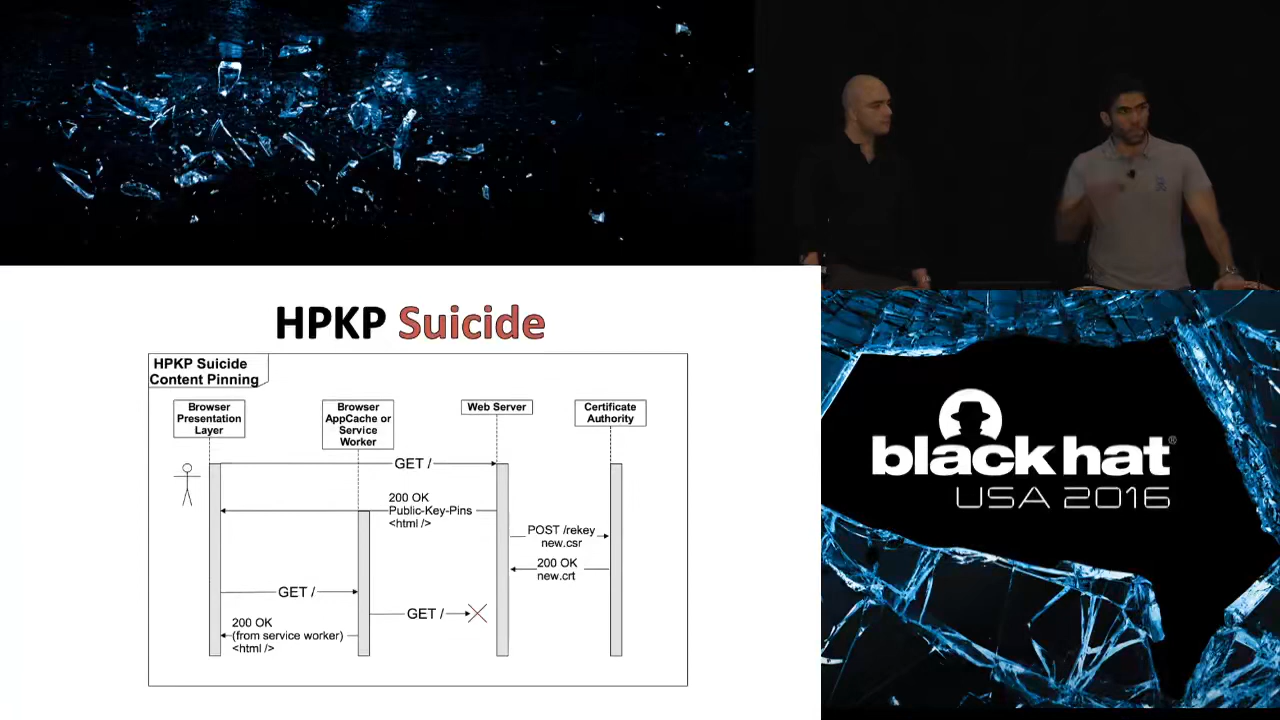 HPKP Suicide
HPKP Suicide
Content Pinning
Browser
Presentation
Layer
Browser
AppCache or
Service
Worker
Web Server
Certificate
Authority
GET /
200 OK
Public-Key-Pins
<html />
POST /rekey
new.csr
200 OK
new.crt
GET /
GET /
200 OK
(from service worker)
<html />
black hat®
USA 2016